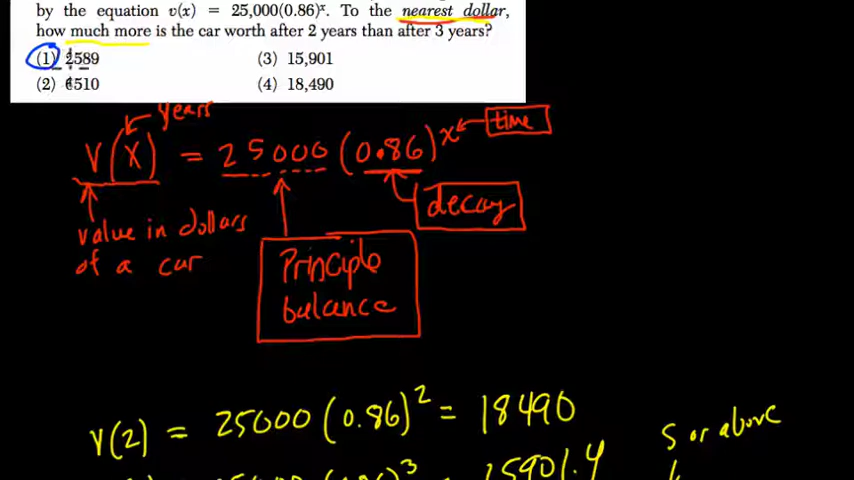 by the equation v(x) = 25,000(0.86)ˣ. To the nearest dollar,
how much more is the car worth after 2 years than after 3 years?
(1) 2589 (3) 15,901
(2) 6510 (4) 18,490
years
V(X) = 25000 (0.86)ˣ time
decay
value in dollars
of a car
Principle
balance
V(2) = 25000 (0.86)² = 18490
5 or above
15901.4